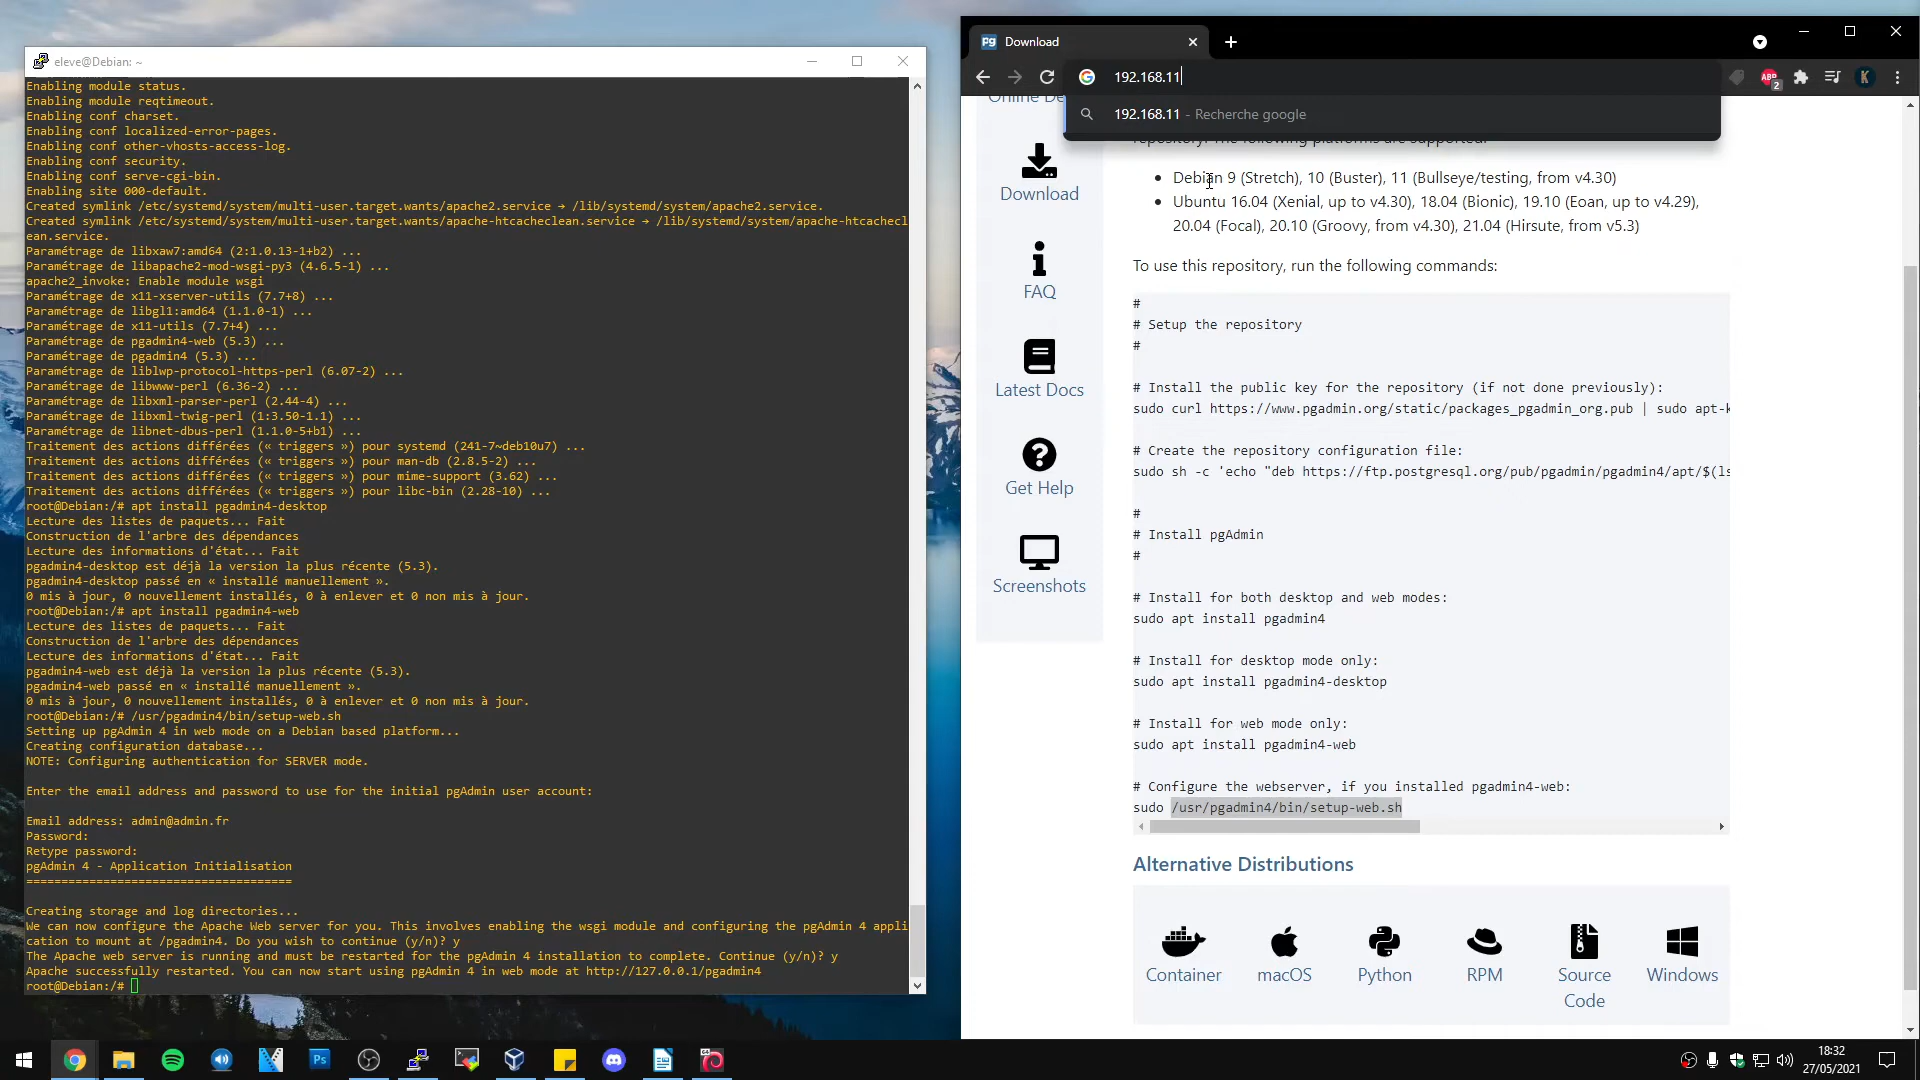 eleve@Debian: ~
Enabling module status.
Enabling module reqtimeout.
Enabling conf charset.
Enabling conf localized-error-pages.
Enabling conf other-vhosts-access-log.
Enabling conf security.
Enabling conf serve-cgi-bin.
Enabling site 000-default.
Created symlink /etc/systemd/system/multi-user.target.wants/apache2.service → /lib/systemd/system/apache2.service.
Created symlink /etc/systemd/system/multi-user.target.wants/apache-htcacheclean.service → /lib/systemd/system/apache-htcachecl
ean.service.
Paramétrage de libxaw7:amd64 (2:1.0.13-1+b2) ...
Paramétrage de libapache2-mod-wsgi-py3 (4.6.5-1) ...
apache2_invoke: Enable module wsgi
Paramétrage de x11-xserver-utils (7.7+8) ...
Paramétrage de libgl1:amd64 (1.1.0-1) ...
Paramétrage de x11-utils (7.7+4) ...
Paramétrage de pgadmin4-web (5.3) ...
Paramétrage de pgadmin4 (5.3) ...
Paramétrage de liblwp-protocol-https-perl (6.07-2) ...
Paramétrage de libwww-perl (6.36-2) ...
Paramétrage de libxml-parser-perl (2.44-4) ...
Paramétrage de libxml-twig-perl (1:3.50-1.1) ...
Paramétrage de libnet-dbus-perl (1.1.0-5+b1) ...
Traitement des actions différées (« triggers ») pour systemd (241-7~deb10u7) ...
Traitement des actions différées (« triggers ») pour man-db (2.8.5-2) ...
Traitement des actions différées (« triggers ») pour mime-support (3.62) ...
Traitement des actions différées (« triggers ») pour libc-bin (2.28-10) ...
root@Debian:/# apt install pgadmin4-desktop
Lecture des listes de paquets... Fait
Construction de l'arbre des dépendances
Lecture des informations d'état... Fait
pgadmin4-desktop est déjà la version la plus récente (5.3).
pgadmin4-desktop passé en « installé manuellement ».
0 mis à jour, 0 nouvellement installés, 0 à enlever et 0 non mis à jour.
root@Debian:/# apt install pgadmin4-web
Lecture des listes de paquets... Fait
Construction de l'arbre des dépendances
Lecture des informations d'état... Fait
pgadmin4-web est déjà la version la plus récente (5.3).
pgadmin4-web passé en « installé manuellement ».
0 mis à jour, 0 nouvellement installés, 0 à enlever et 0 non mis à jour.
root@Debian:/# /usr/pgadmin4/bin/setup-web.sh
Setting up pgAdmin 4 in web mode on a Debian based platform...
Creating configuration database...
NOTE: Configuring authentication for SERVER mode.
Enter the email address and password to use for the initial pgAdmin user account:
Email address: admin@admin.fr
Password:
Retype password:
pgAdmin 4 - Application Initialisation
======================================
Creating storage and log directories...
We can now configure the Apache Web server for you. This involves enabling the wsgi module and configuring the pgAdmin 4 appli
cation to mount at /pgadmin4. Do you wish to continue (y/n)? y
The Apache web server is running and must be restarted for the pgAdmin 4 installation to complete. Continue (y/n)? y
Apache successfully restarted. You can now start using pgAdmin 4 in web mode at http://127.0.0.1/pgadmin4
root@Debian:/#
Pg Download
192.168.11
ABP 2
K
192.168.11 - Recherche google
Online De
repository. The following platforms are supported:
Download
FAQ
Latest Docs
Get Help
Screenshots
• Debian 9 (Stretch), 10 (Buster), 11 (Bullseye/testing, from v4.30)
• Ubuntu 16.04 (Xenial, up to v4.30), 18.04 (Bionic), 19.10 (Eoan, up to v4.29),
20.04 (Focal), 20.10 (Groovy, from v4.30), 21.04 (Hirsute, from v5.3)
To use this repository, run the following commands:
#
# Setup the repository
#
# Install the public key for the repository (if not done previously):
sudo curl https://www.pgadmin.org/static/packages_pgadmin_org.pub | sudo apt-k
# Create the repository configuration file:
sudo sh -c 'echo "deb https://ftp.postgresql.org/pub/pgadmin/pgadmin4/apt/$(ls
#
# Install pgAdmin
#
# Install for both desktop and web modes:
sudo apt install pgadmin4
# Install for desktop mode only:
sudo apt install pgadmin4-desktop
# Install for web mode only:
sudo apt install pgadmin4-web
# Configure the webserver, if you installed pgadmin4-web:
sudo /usr/pgadmin4/bin/setup-web.sh
Alternative Distributions
Container
macOS
Python
RPM
Source
Code
Windows
Ps
18:32
27/05/2021